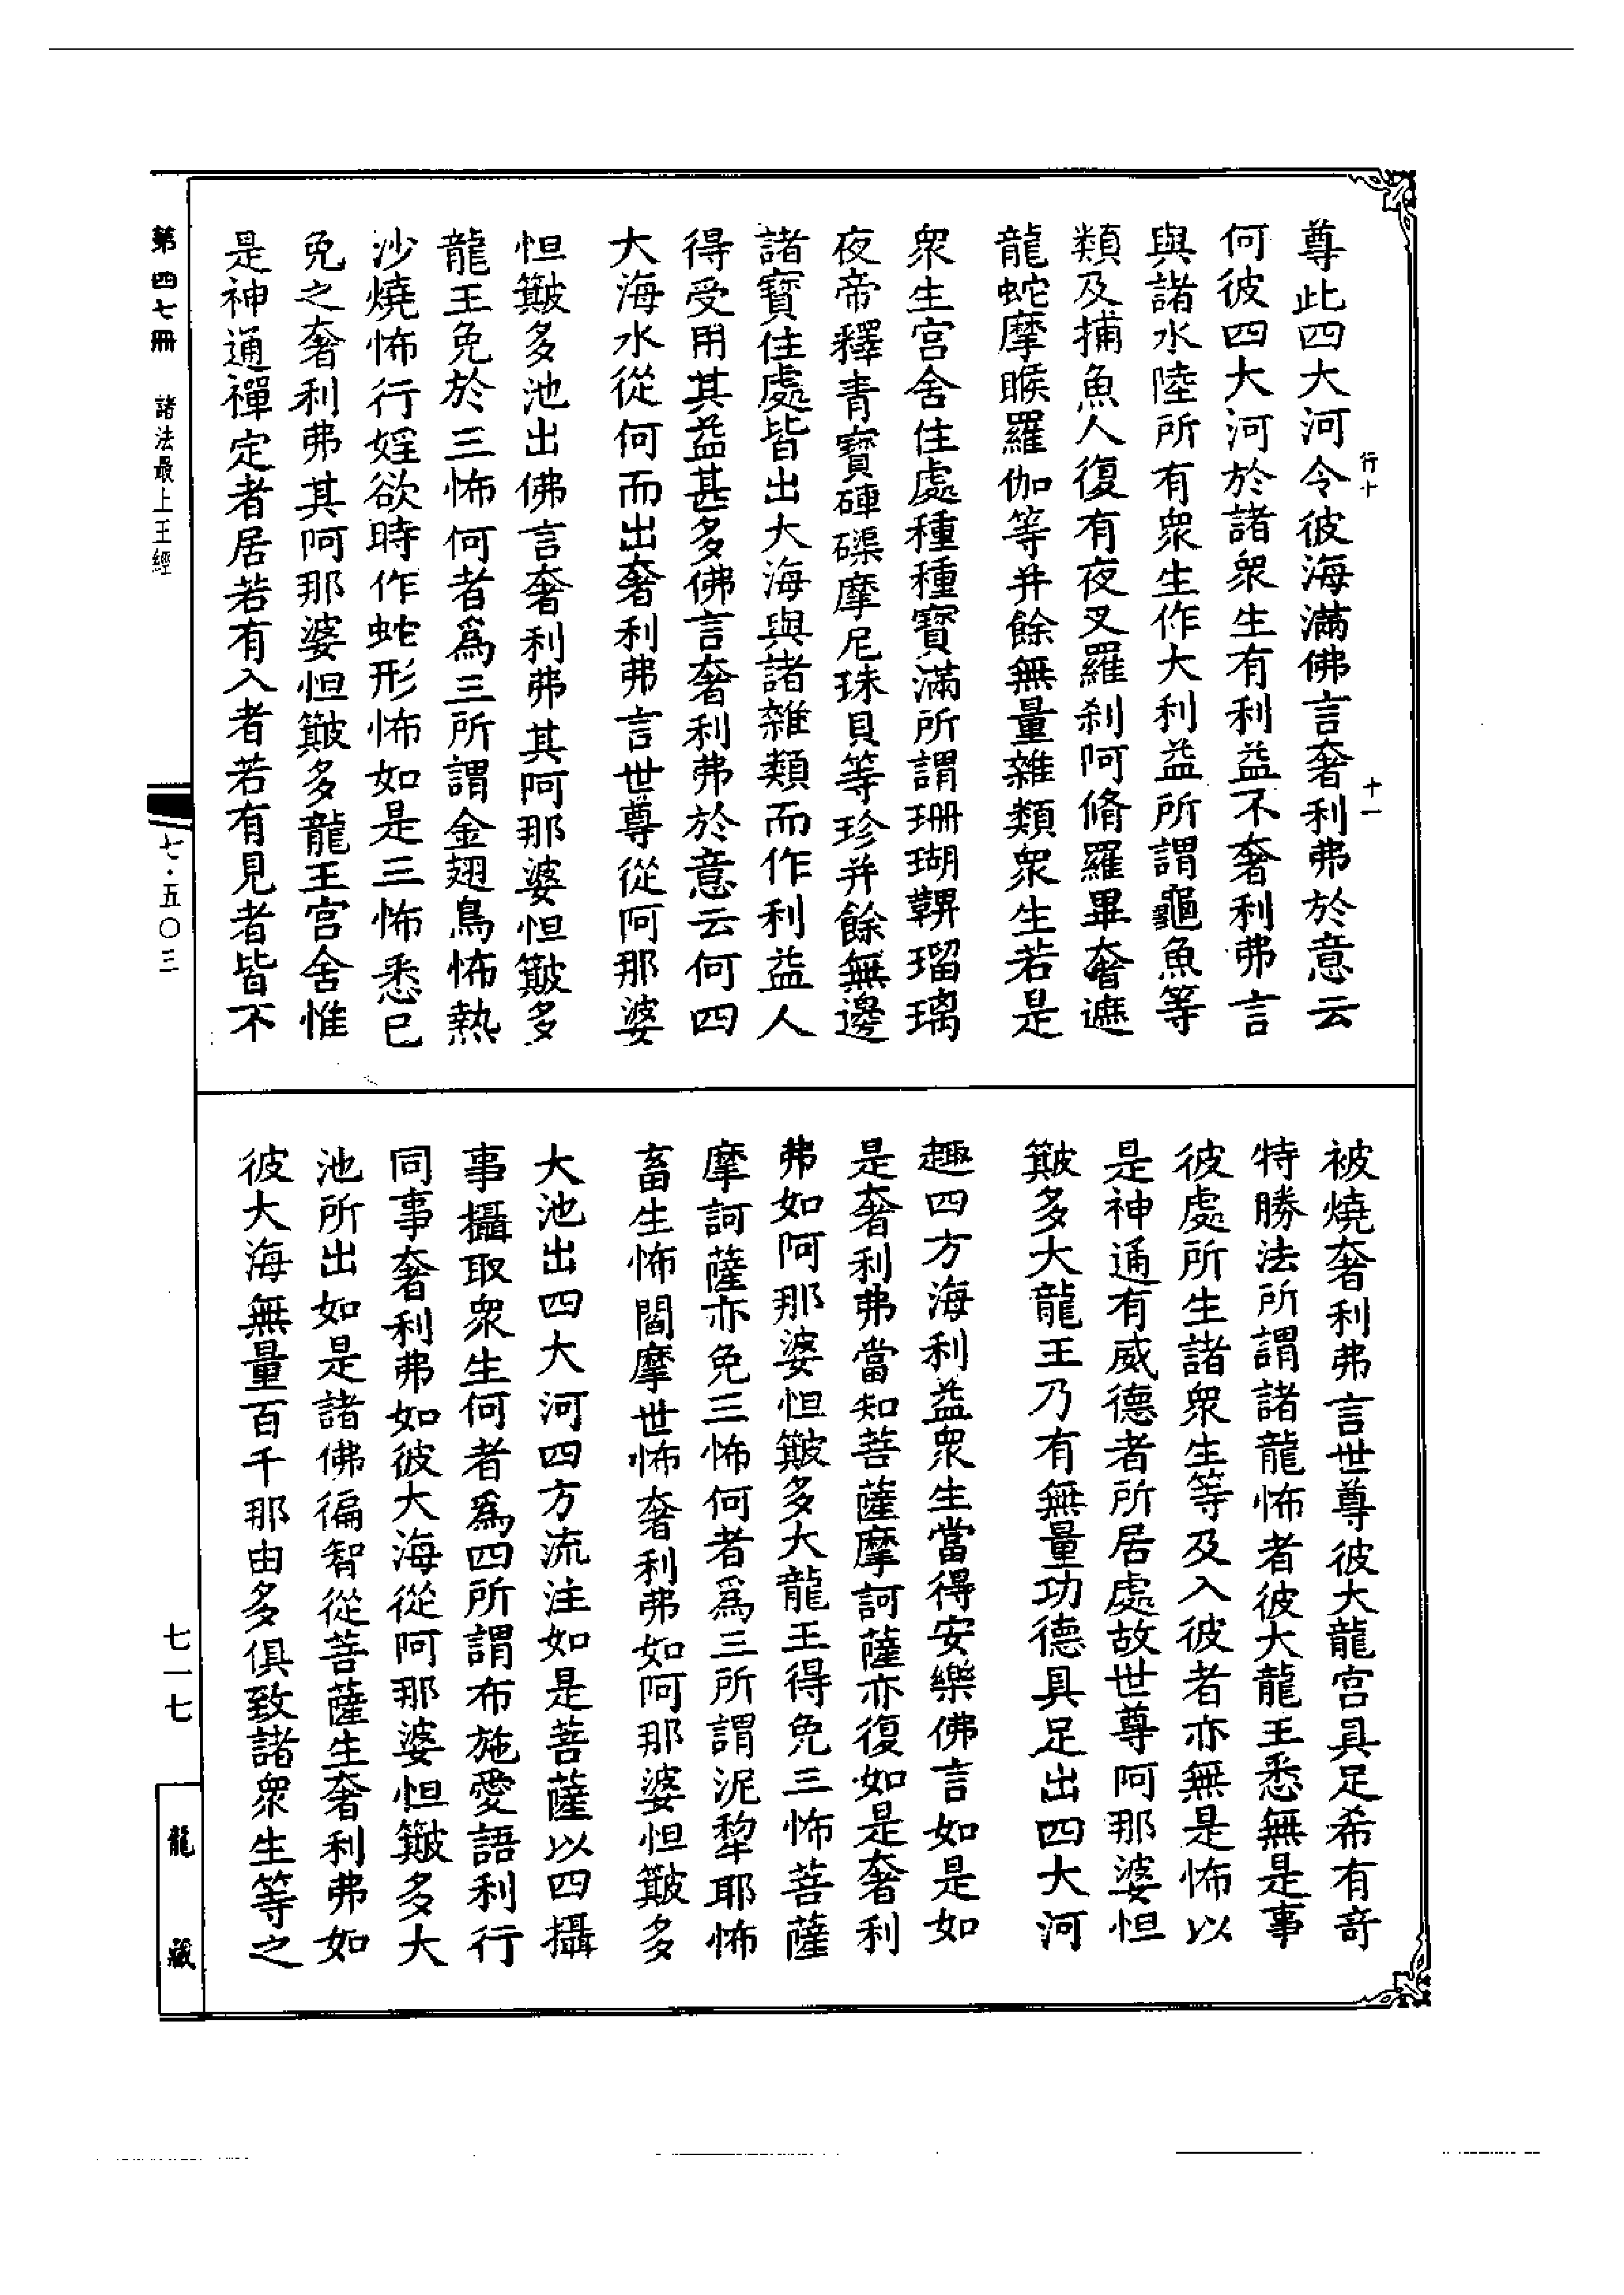 行十
十一
尊此四大河令彼海滿佛言奢利弗於意云
何彼四大河於諸衆生有利益不奢利弗言
與諸水陸所有衆生作大利益所謂龜魚等
類及捕魚人復有夜叉羅刹阿脩羅畢奢遮
龍蛇摩睺羅伽等并餘無量雜類衆生若是
衆生宫舍住處種種寶滿所謂珊瑚鞞瑠璃
夜帝釋青寶硨磲摩尼珠貝等珍并餘無邊
諸寶住處皆出大海與諸雜類而作利益人
得受用其益甚多佛言奢利弗於意云何四
大海水從何而出奢利弗言世尊從阿那婆
怛簸多池出佛言奢利弗其阿那婆怛簸多
龍王免於三怖何者爲三所謂金翅鳥怖熱
沙燒怖行婬欲時作蛇形怖如是三怖悉已
免之奢利弗其阿那婆怛簸多龍王宫舍惟
是神通禪定者居若有入者若有見者皆不
被燒奢利弗言世尊彼大龍宫具足希有竒
特勝法所謂諸龍怖者彼大龍王悉無是事
彼處所生諸衆生等及入彼者亦無是怖以
是神通有威德者所居處故世尊阿那婆怛
簸多大龍王乃有無量功德具足出四大河
趣四方海利益衆生當得安樂佛言如是如
是奢利弗當知菩薩摩訶薩亦復如是奢利
弗如阿那婆怛簸多大龍王得免三怖菩薩
摩訶薩亦免三怖何者爲三所謂泥犂耶怖
畜生怖閻摩世怖奢利弗如阿那婆怛簸多
大池出四大河四方流注如是菩薩以四攝
事攝取衆生何者爲四所謂布施愛語利行
同事奢利弗如彼大海從阿那婆怛簸多大
池所出如是諸佛徧智從菩薩生奢利弗如
彼大海無量百千那由多俱致諸衆生等之
第四七冊 諸法最上王經
七·五〇三
七一七
龍藏